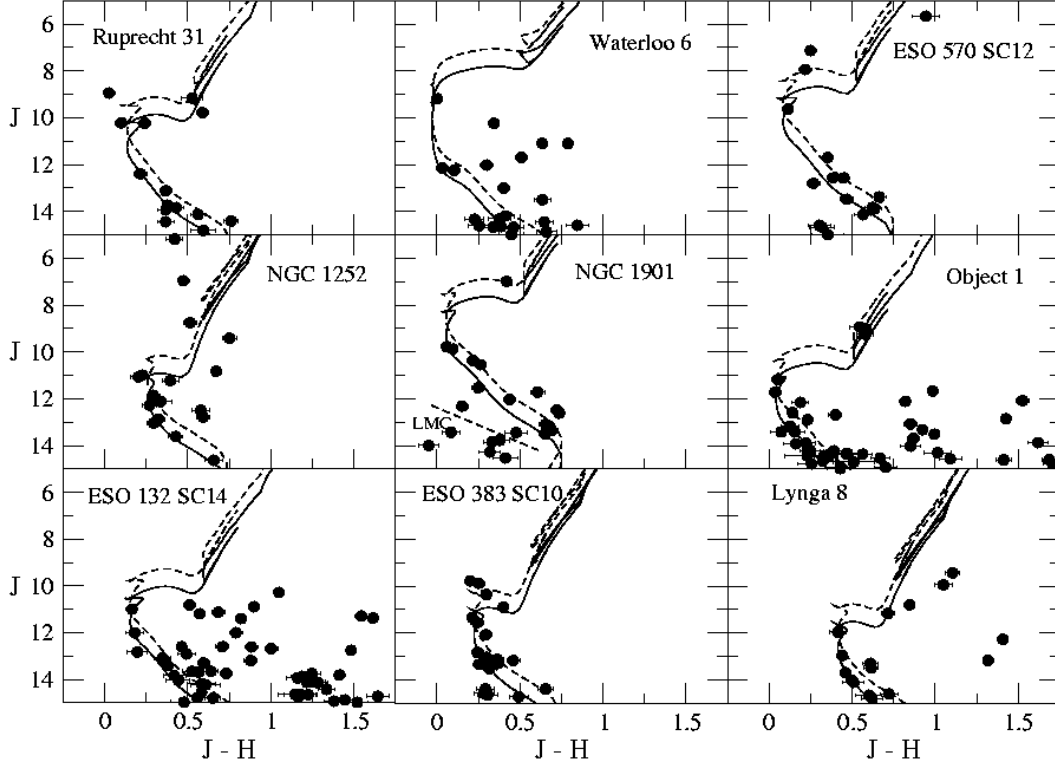 6
8
J 10
12
14
Ruprecht 31
Waterloo 6
ESO 570 SC12
6
8
J 10
12
14
NGC 1252
NGC 1901
LMC
Object 1
6
8
J 10
12
14
ESO 132 SC14
ESO 383 SC10
Lynga 8
0 0.5 1 1.5
0 0.5 1 1.5
0 0.5 1 1.5
J - H
J - H
J - H